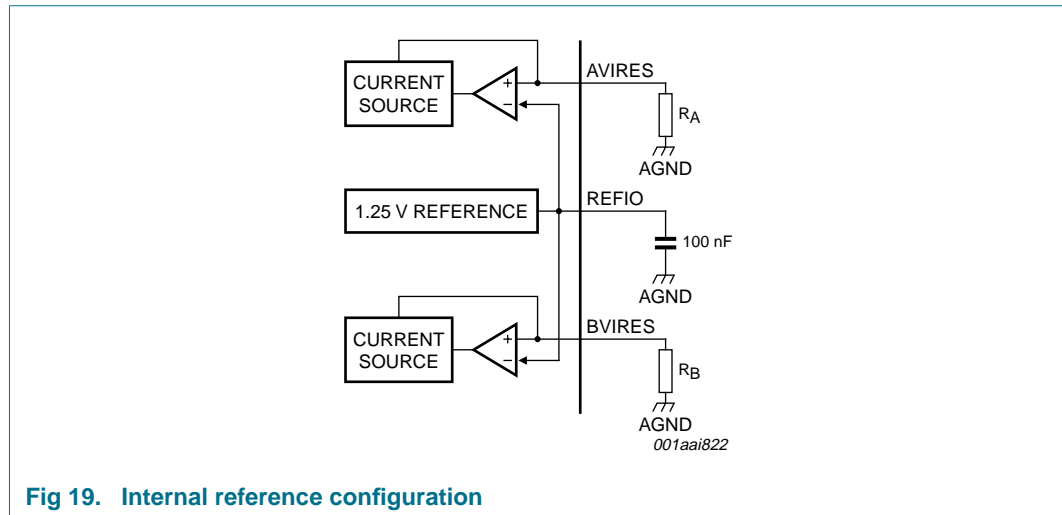 CURRENT
SOURCE
+
−
AVIRES
RA
AGND
1.25 V REFERENCE
REFIO
100 nF
AGND
CURRENT
SOURCE
+
−
BVIRES
RB
AGND
001aai822
Fig 19. Internal reference configuration